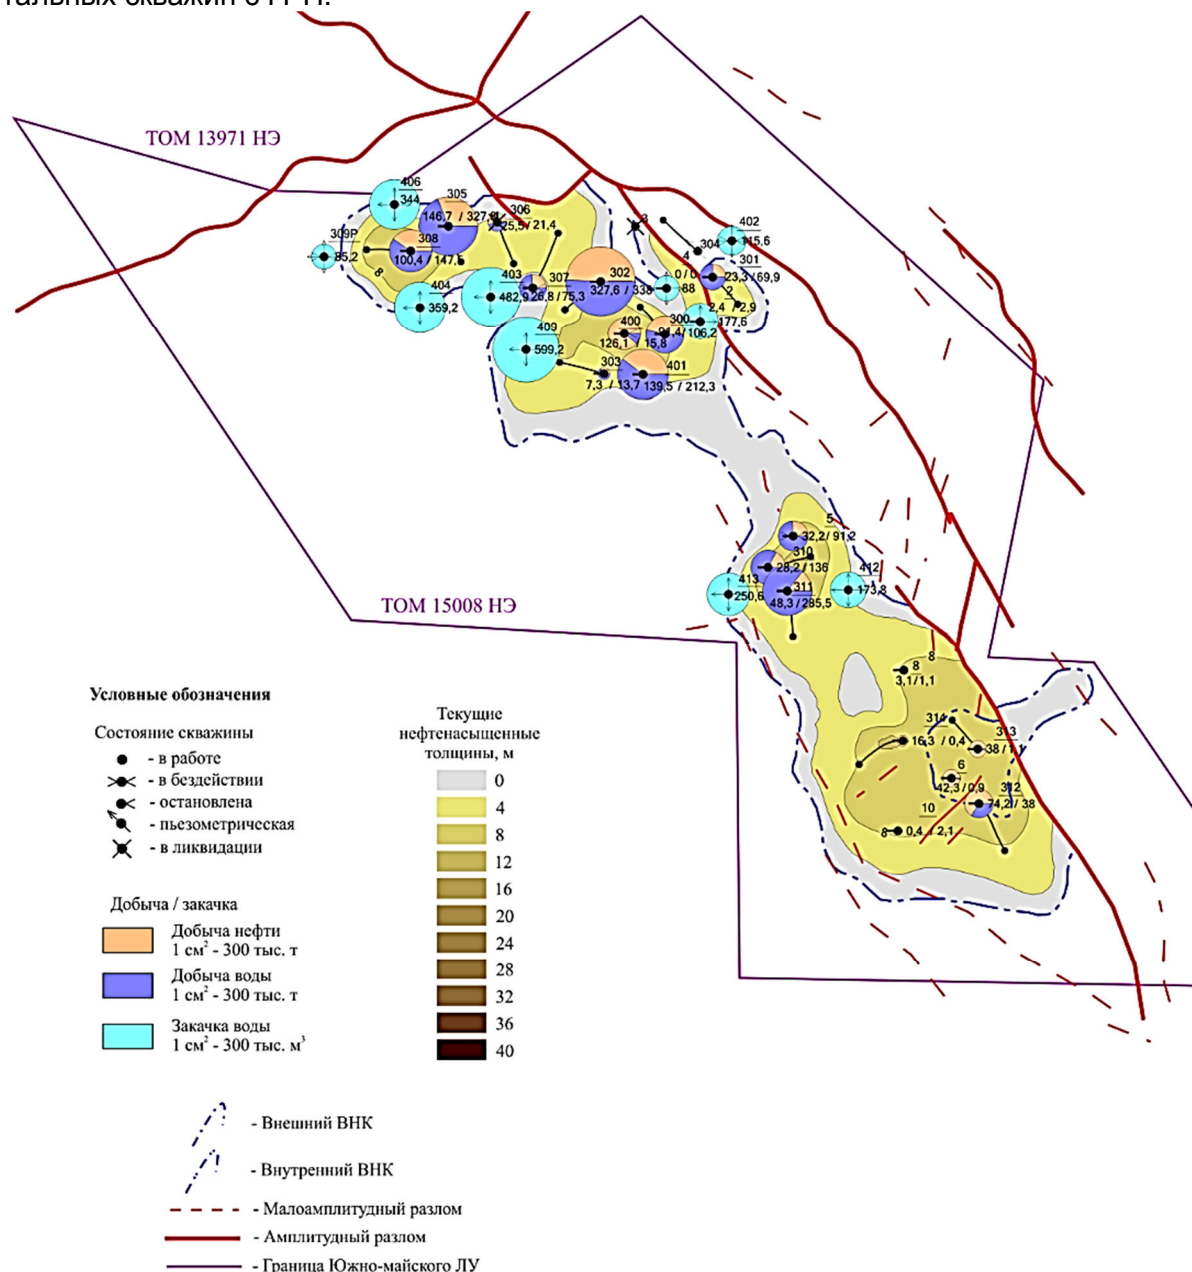 ТОМ 13971 НЭ
406
344
305
146,7 / 327,8
306
25,5 / 21,4
309Р
85,2
308
100,4 / 147,5
8
404
359,2
403
482,9
307
26,8 / 75,3
302
327,6 / 338
3
304
4
402
115,6
0 / 0
88
301
23,3 / 69,9
2
2,4 / 2,9
177,6
409
599,2
400
126,1 / 15,8
300
106,2
303
7,3 / 13,7
401
139,5 / 212,3
5
32,2 / 91,2
310
28,2 / 136
413
250,6
311
48,3 / 285,5
412
173,8
ТОМ 15008 НЭ
8
8
3,1/1,1
314
16,3 / 0,4
313
38 /
6
42,3 / 0,9
312
74,2 / 38
10
8
0,4 / 2,1
Условные обозначения
Состояние скважины
- в работе
- в бездействии
- остановлена
- пьезометрическая
- в ликвидации
Добыча / закачка
Добыча нефти
1 см² - 300 тыс. т
Добыча воды
1 см² - 300 тыс. т
Закачка воды
1 см² - 300 тыс. м³
Текущие
нефтенасыщенные
толщины, м
0
4
8
12
16
20
24
28
32
36
40
- Внешний ВНК
- Внутренний ВНК
- Малоамплитудный разлом
- Амплитудный разлом
- Граница Южно-майского ЛУ